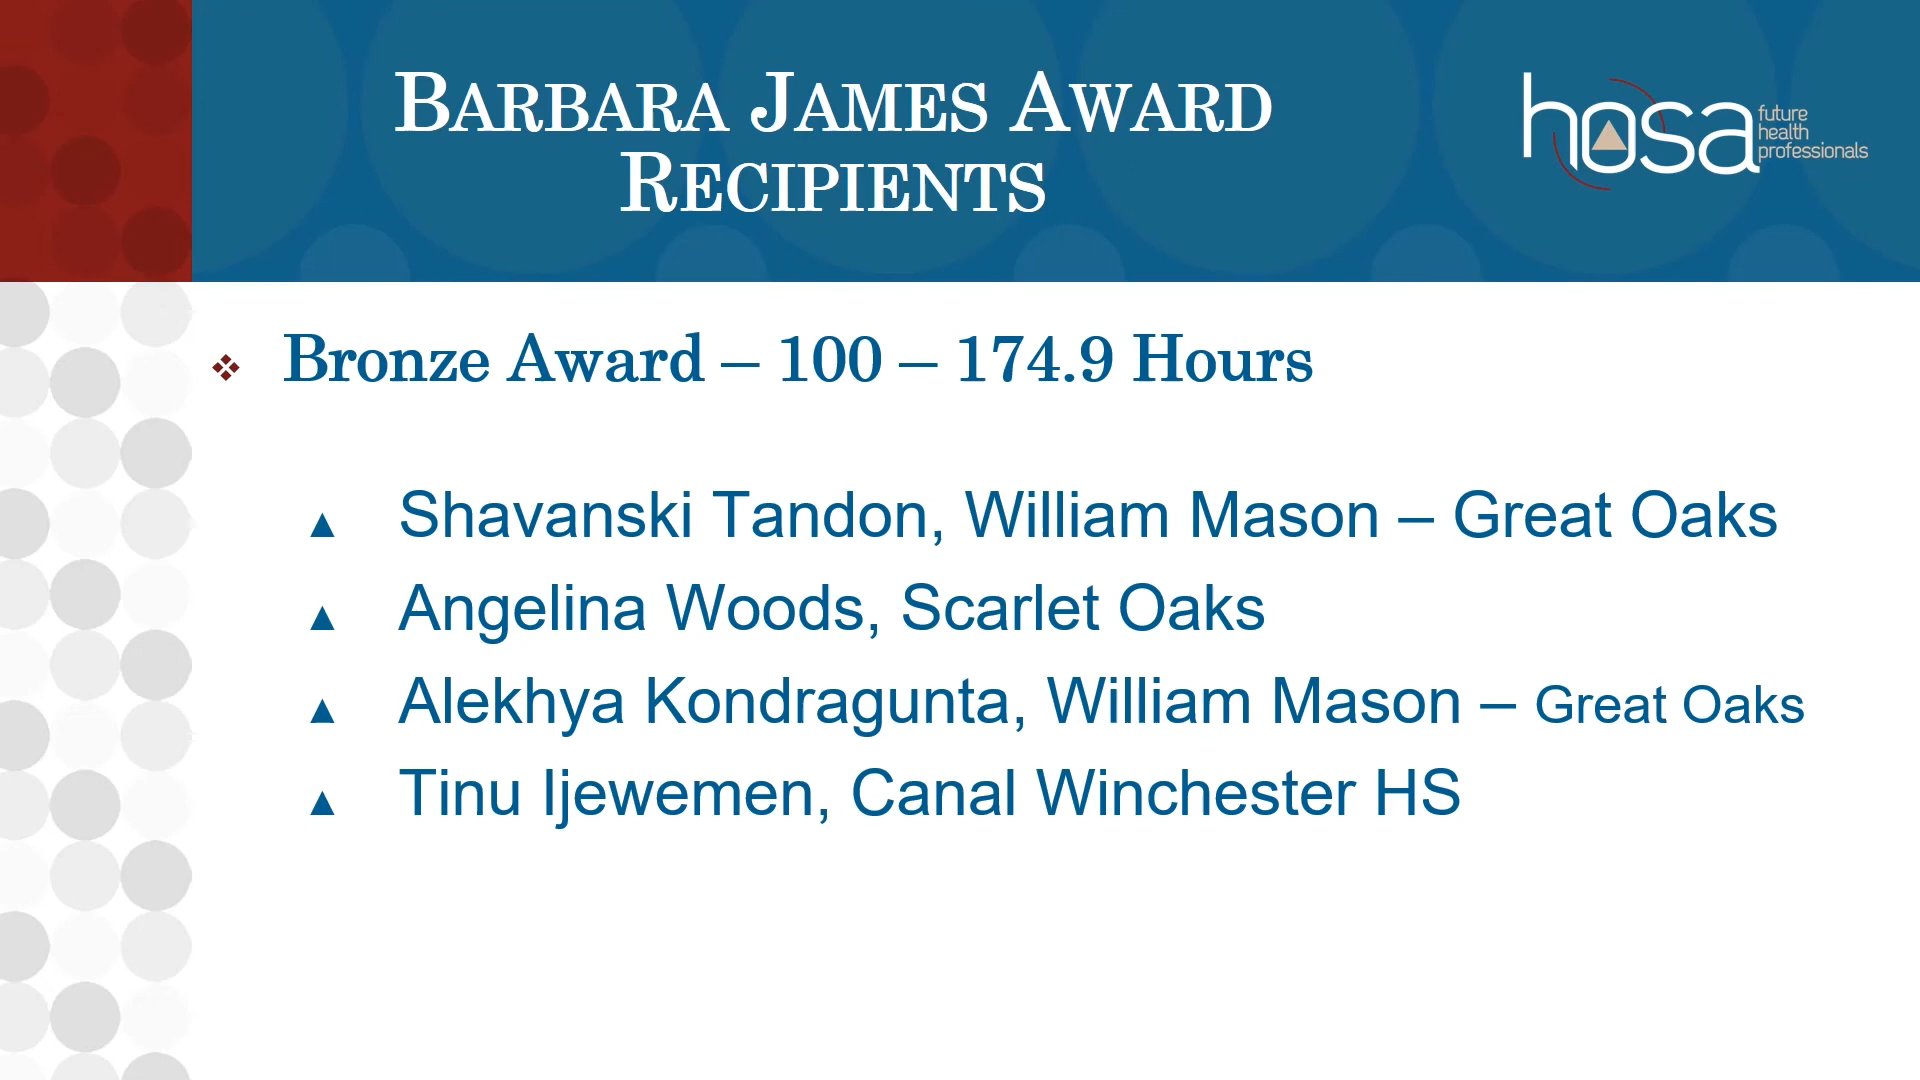 BARBARA JAMES AWARD
RECIPIENTS
hosa
future
health
professionals
❖ Bronze Award – 100 – 174.9 Hours
▲ Shavanski Tandon, William Mason – Great Oaks
▲ Angelina Woods, Scarlet Oaks
▲ Alekhya Kondragunta, William Mason – Great Oaks
▲ Tinu Ijewemen, Canal Winchester HS